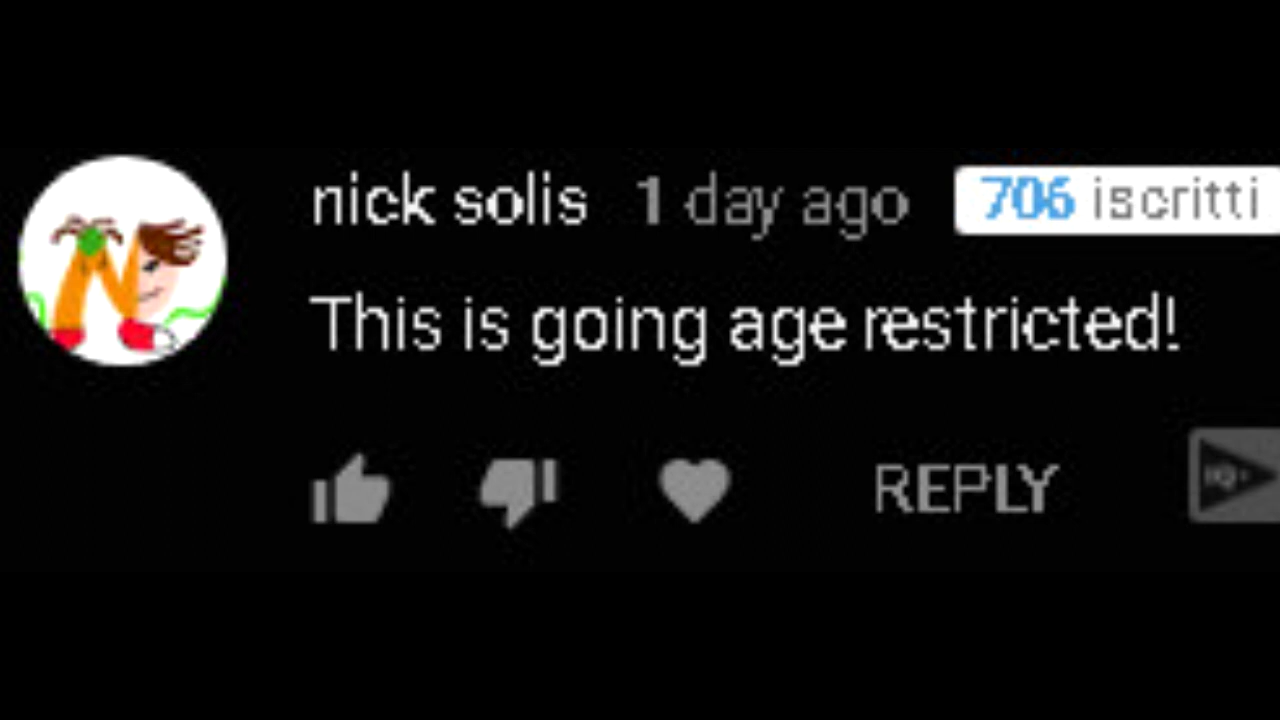 nick solis 1 day ago 706 iscritti
This is going age restricted!
REPLY